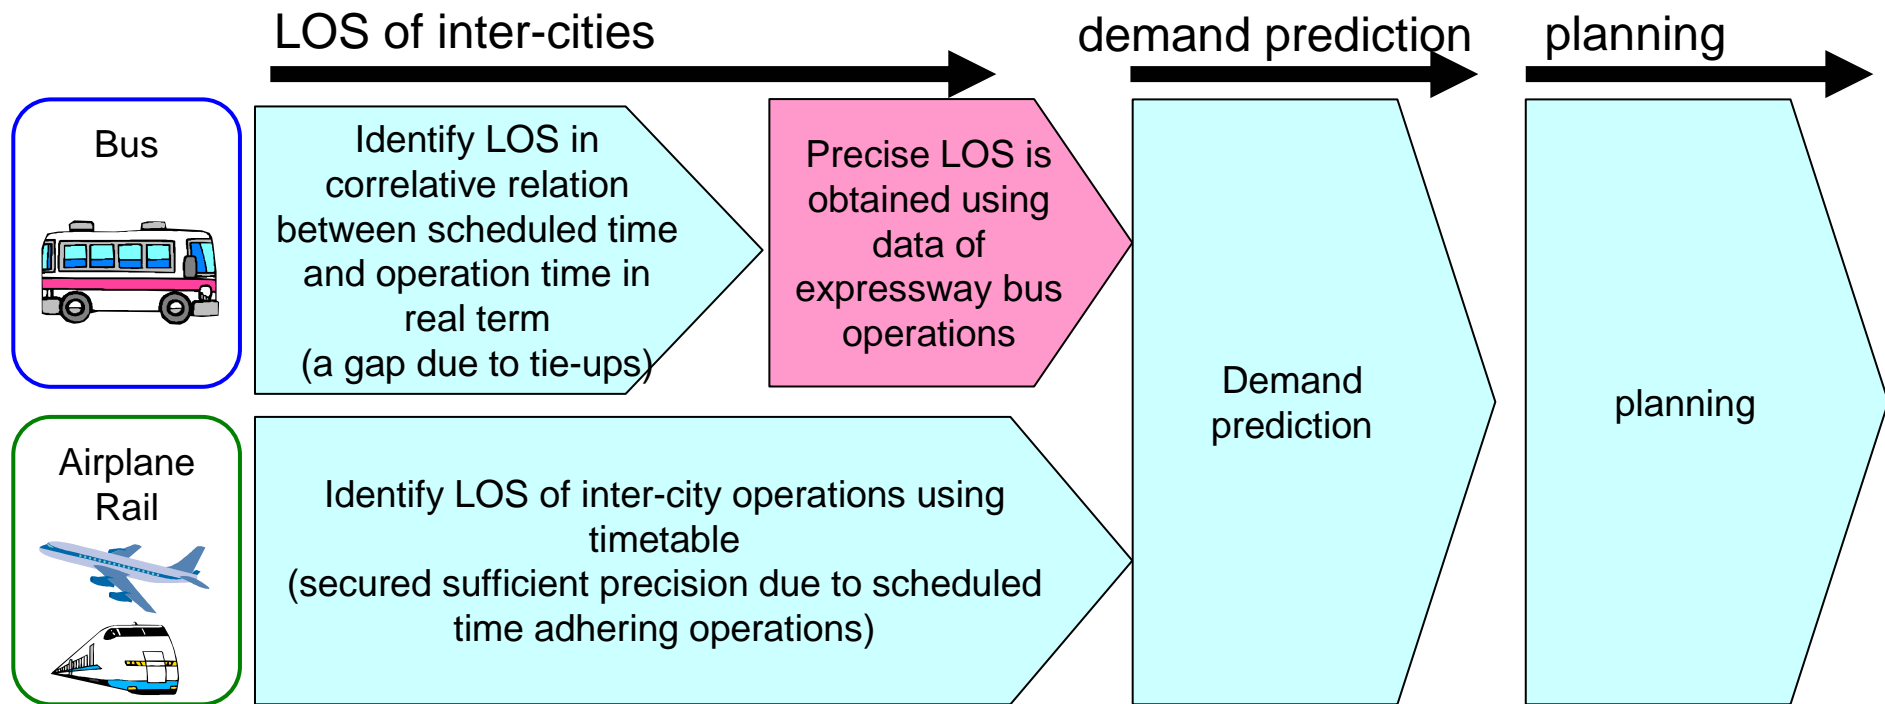 LOS of inter-cities
demand prediction
planning
Bus
Identify LOS in
correlative relation
between scheduled time
and operation time in
real term
(a gap due to tie-ups)
Precise LOS is
obtained using
data of
expressway bus
operations
Airplane
Rail
Identify LOS of inter-city operations using
timetable
(secured sufficient precision due to scheduled
time adhering operations)
Demand
prediction
planning